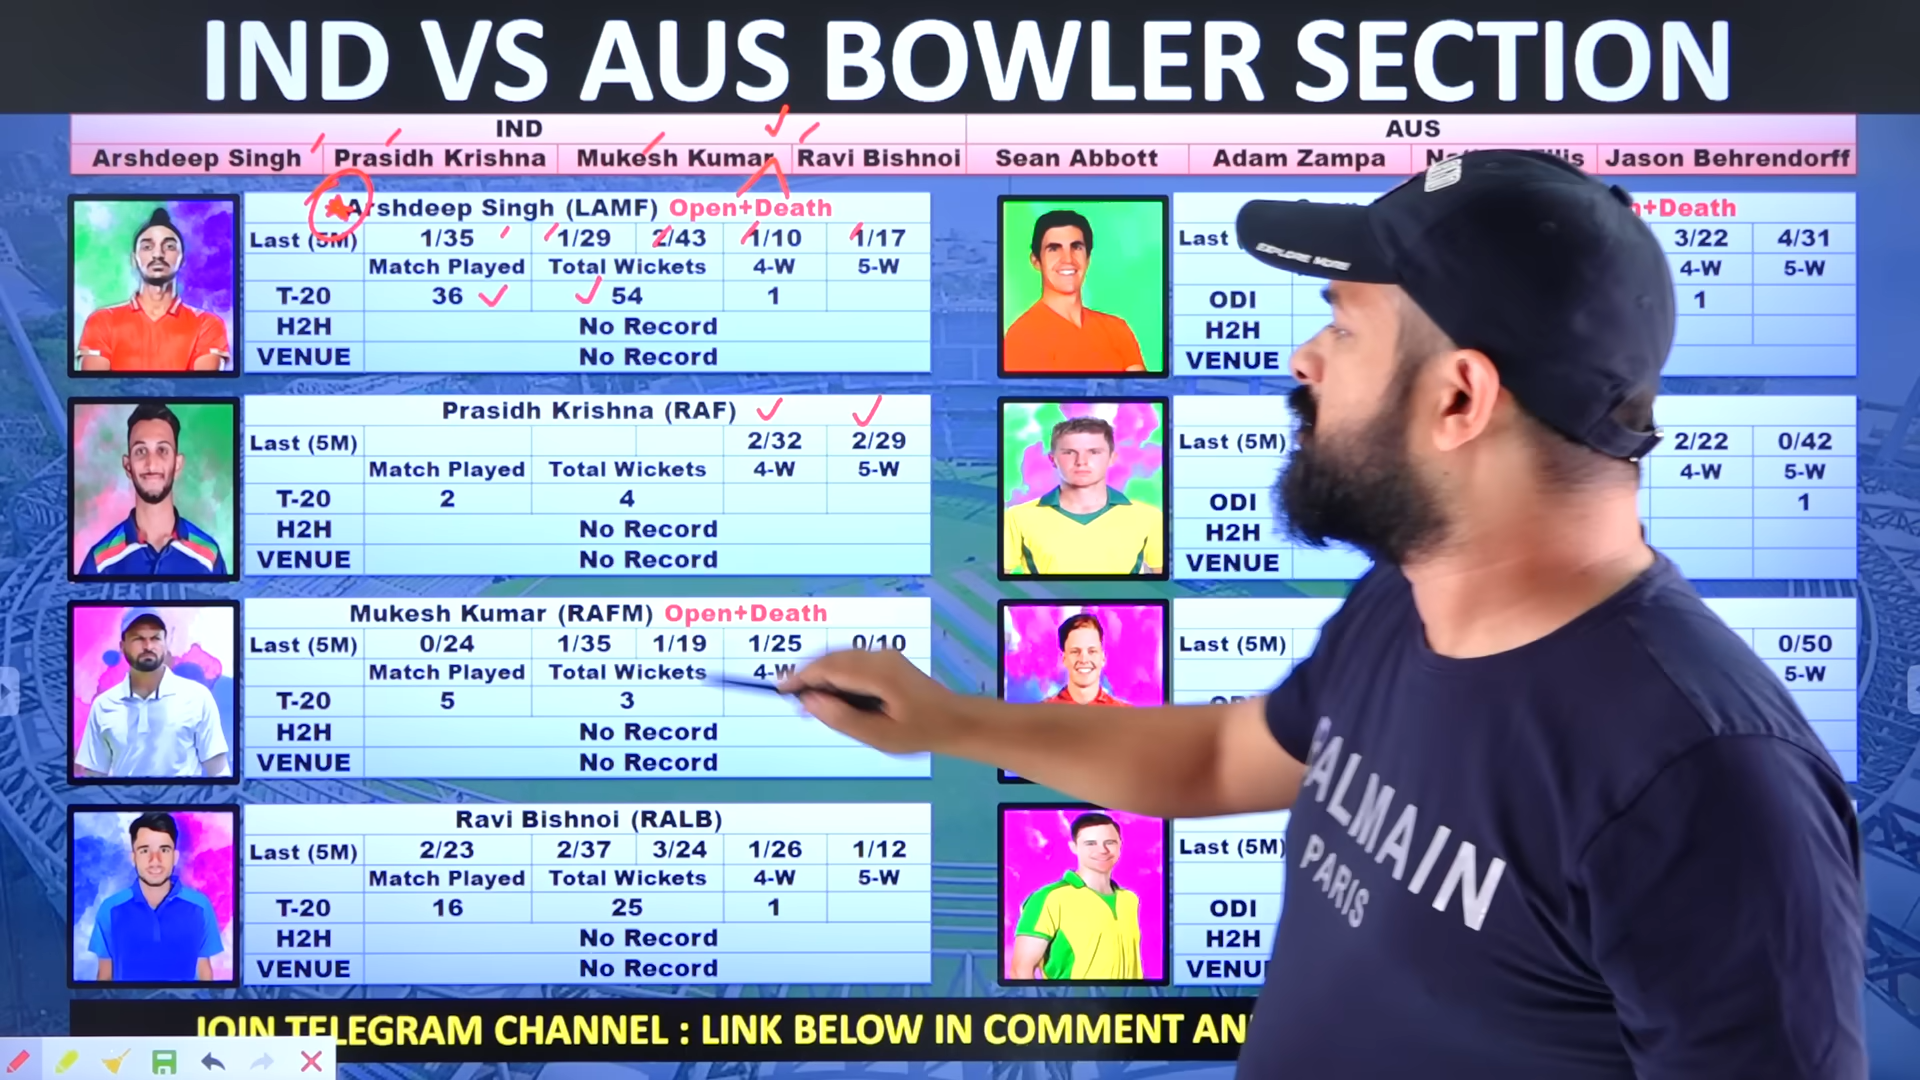 IND VS AUS BOWLER SECTION
IND AUS
Arshdeep Singh Prasidh Krishna Mukesh Kumar Ravi Bishnoi Sean Abbott Adam Zampa Jason Behrendorff
Arshdeep Singh (LAMF) Open+Death
Last (5M) 1/35 1/29 2/43 1/10 1/17
Match Played Total Wickets 4-W 5-W
T-20 36 54 1
H2H No Record
VENUE No Record
Prasidh Krishna (RAF)
Last (5M) 2/32 2/29
Match Played Total Wickets 4-W 5-W
T-20 2 4
H2H No Record
VENUE No Record
Mukesh Kumar (RAFM) Open+Death
Last (5M) 0/24 1/35 1/19 1/25 0/10
Match Played Total Wickets 4-W
T-20 5 3
H2H No Record
VENUE No Record
Ravi Bishnoi (RALB)
Last (5M) 2/23 2/37 3/24 1/26 1/12
Match Played Total Wickets 4-W 5-W
T-20 16 25 1
H2H No Record
VENUE No Record
n+Death
Last 3/22 4/31
4-W 5-W
ODI 1
H2H
VENUE
Last (5M) 2/22 0/42
4-W 5-W
ODI 1
H2H
VENUE
Last (5M) 0/50
5-W
Last (5M)
ODI
H2H
VENU
EXPLORE MORE
BALMAIN
PARIS
JOIN TELEGRAM CHANNEL : LINK BELOW IN COMMENT AN